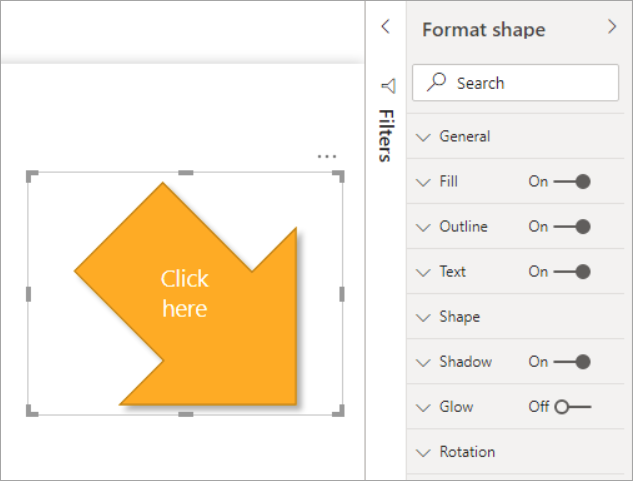 Format shape
Search
Filters
General
Fill On
Outline On
Text On
Shape
Shadow On
Glow Off
Rotation
Click
here